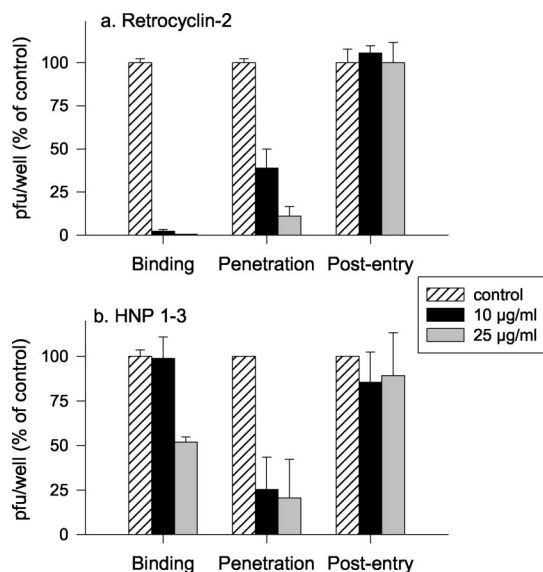 a. Retrocyclin-2
pfu/well (% of control)
100
75
50
25
0
Binding Penetration Post-entry
control
10 µg/ml
25 µg/ml
b. HNP 1-3
pfu/well (% of control)
100
75
50
25
0
Binding Penetration Post-entry